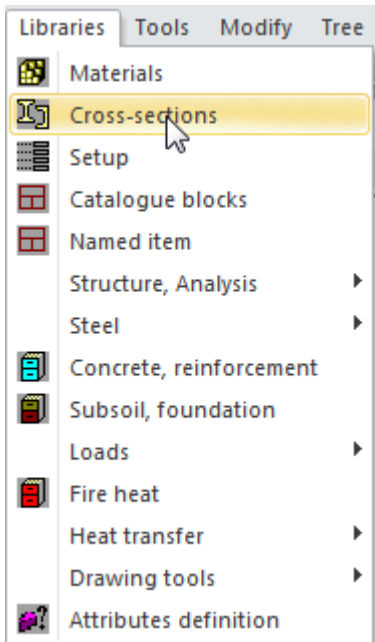 Libraries Tools Modify Tree
Materials
Cross-sections
Setup
Catalogue blocks
Named item
Structure, Analysis
Steel
Concrete, reinforcement
Subsoil, foundation
Loads
Fire heat
Heat transfer
Drawing tools
Attributes definition